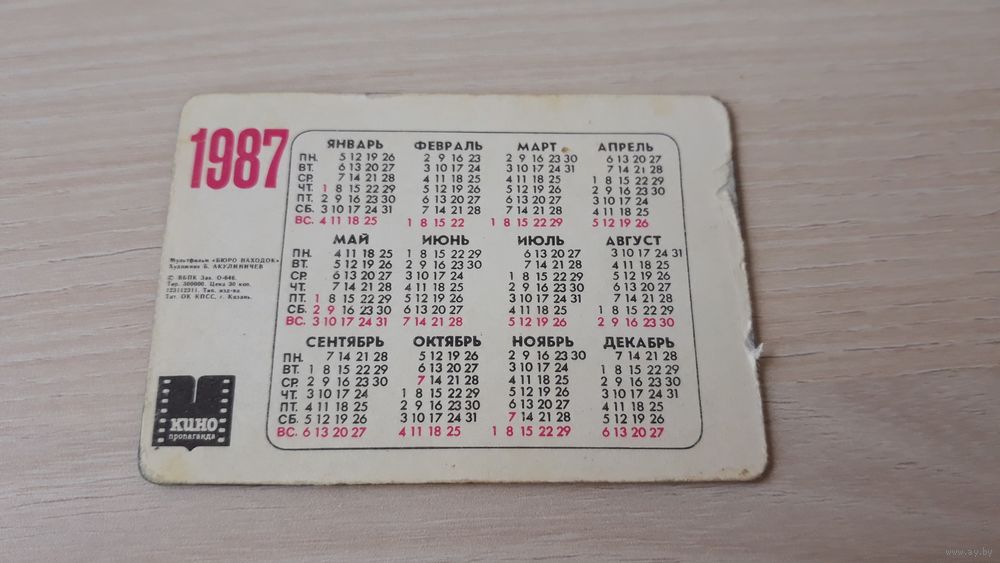 1987
ЯНВАРЬ ФЕВРАЛЬ МАРТ АПРЕЛЬ
ПН. 5 12 19 26 2 9 16 23 2 9 16 23 30 6 13 20 27
ВТ. 6 13 20 27 3 10 17 24 3 10 17 24 31 7 14 21 28
СР. 7 14 21 28 4 11 18 25 4 11 18 25 1 8 15 22 29
ЧТ. 1 8 15 22 29 5 12 19 26 5 12 19 26 2 9 16 23 30
ПТ. 2 9 16 23 30 6 13 20 27 6 13 20 27 3 10 17 24
СБ. 3 10 17 24 31 7 14 21 28 7 14 21 28 4 11 18 25
ВС. 4 11 18 25 1 8 15 22 1 8 15 22 29 5 12 19 26
МАЙ ИЮНЬ ИЮЛЬ АВГУСТ
ПН. 4 11 18 25 1 8 15 22 29 6 13 20 27 3 10 17 24 31
ВТ. 5 12 19 26 2 9 16 23 30 7 14 21 28 4 11 18 25
СР. 6 13 20 27 3 10 17 24 1 8 15 22 29 5 12 19 26
ЧТ. 7 14 21 28 4 11 18 25 2 9 16 23 30 6 13 20 27
ПТ. 1 8 15 22 29 5 12 19 26 3 10 17 24 31 7 14 21 28
СБ. 2 9 16 23 30 6 13 20 27 4 11 18 25 1 8 15 22 29
ВС. 3 10 17 24 31 7 14 21 28 5 12 19 26 2 9 16 23 30
СЕНТЯБРЬ ОКТЯБРЬ НОЯБРЬ ДЕКАБРЬ
ПН. 7 14 21 28 5 12 19 26 2 9 16 23 30 7 14 21 28
ВТ. 1 8 15 22 29 6 13 20 27 3 10 17 24 1 8 15 22 29
СР. 2 9 16 23 30 7 14 21 28 4 11 18 25 2 9 16 23 30
ЧТ. 3 10 17 24 1 8 15 22 29 5 12 19 26 3 10 17 24 31
ПТ. 4 11 18 25 2 9 16 23 30 6 13 20 27 4 11 18 25
СБ. 5 12 19 26 3 10 17 24 31 7 14 21 28 5 12 19 26
ВС. 6 13 20 27 4 11 18 25 1 8 15 22 29 6 13 20 27
Мультфильм «БЮРО НАХОДОК»
Художник Б. АКУЛИНИЧЕВ
© ВБПК Зак. О-646.
Тир. 300000. Цена 30 коп.
Тип. изд-ва
Тат. ОК КПСС, г. Казань.
КИНО
пропаганда
www.ay.by